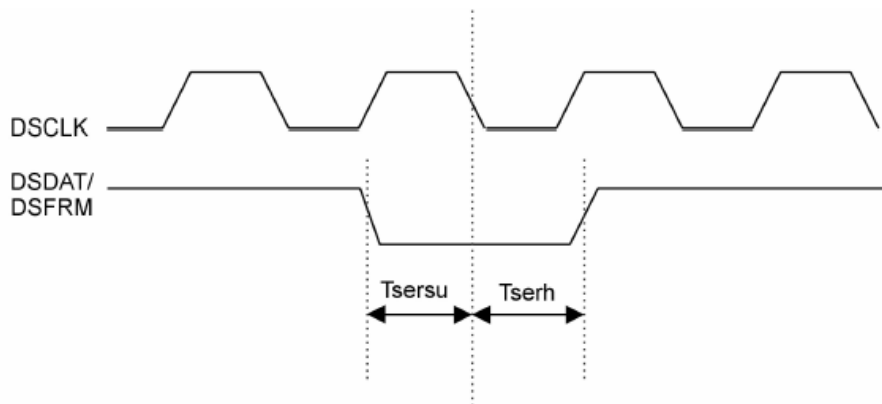 DSCLK
DSDAT/
DSFRM
Tsersu
Tserh